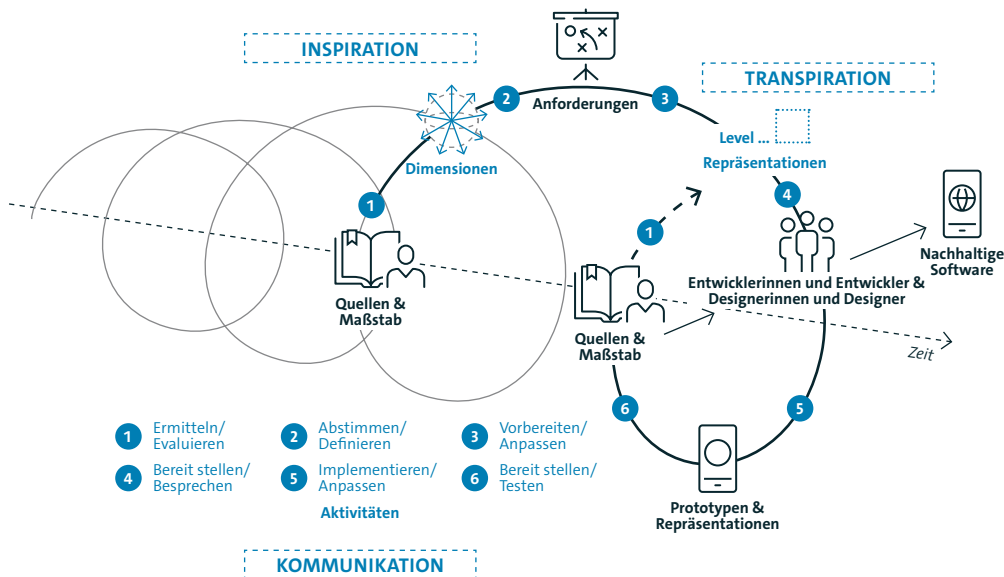 INSPIRATION
TRANSPIRATION
2
Anforderungen
3
Level ...
Repräsentationen
Dimensionen
1
4
1
Nachhaltige
Software
Entwicklerinnen und Entwickler &
Designerinnen und Designer
Quellen &
Maßstab
Quellen &
Maßstab
Zeit
6
5
1 Ermitteln/
Evaluieren
2 Abstimmen/
Definieren
3 Vorbereiten/
Anpassen
4 Bereit stellen/
Besprechen
5 Implementieren/
Anpassen
6 Bereit stellen/
Testen
Aktivitäten
Prototypen &
Repräsentationen
KOMMUNIKATION